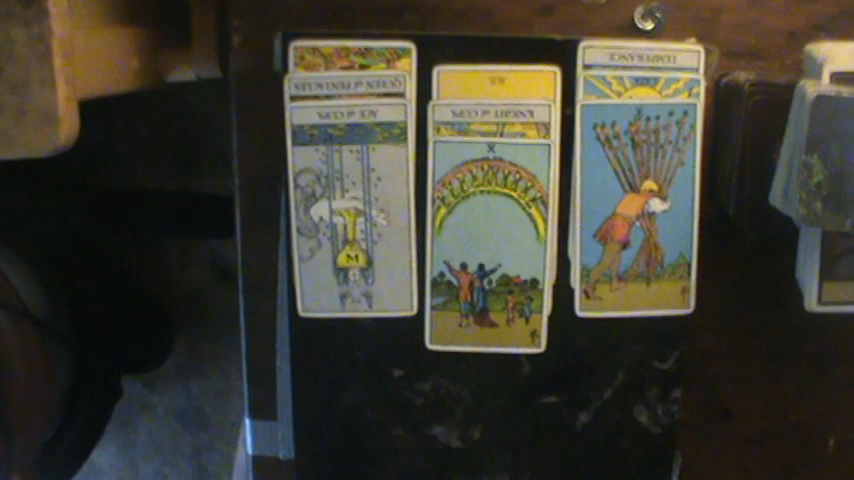 QUEEN of PENTACLES
ACE of CUPS
KNIGHT of CUPS
X
TEMPERANCE
X